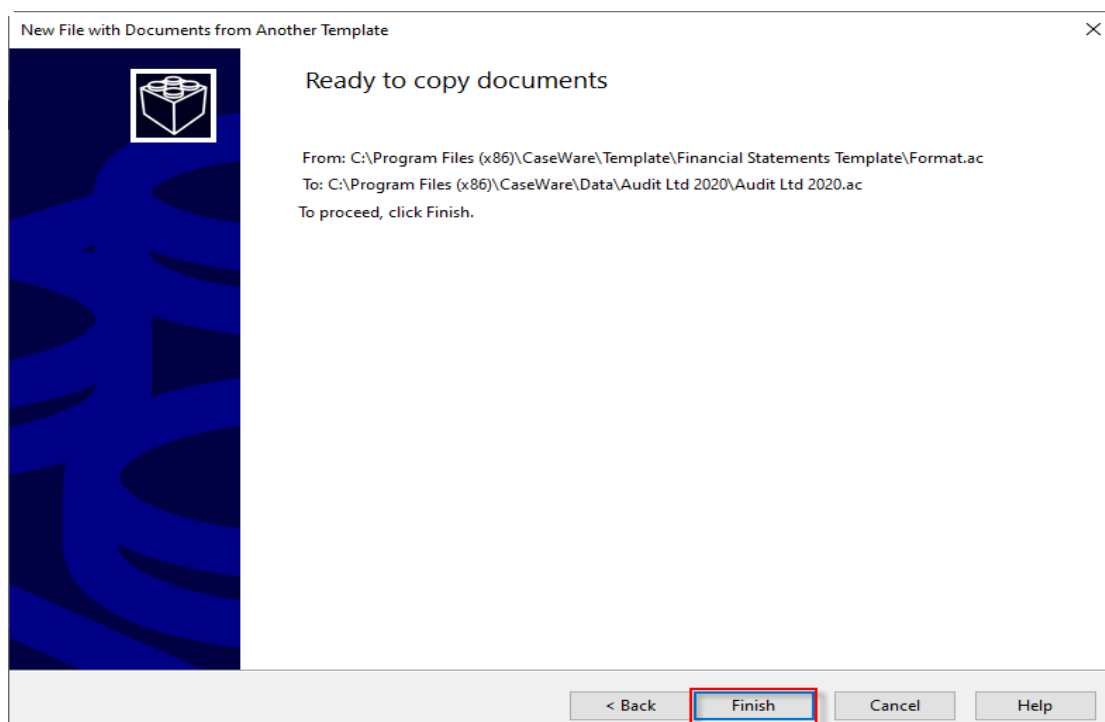 New File with Documents from Another Template
Ready to copy documents
From: C:\Program Files (x86)\CaseWare\Template\Financial Statements Template\Format.ac
To: C:\Program Files (x86)\CaseWare\Data\Audit Ltd 2020\Audit Ltd 2020.ac
To proceed, click Finish.
< Back Finish Cancel Help